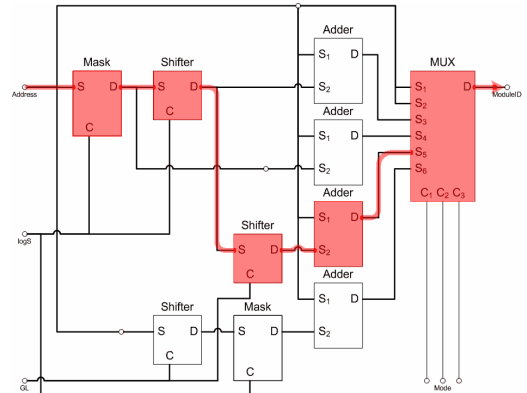 Adder
Mask
Shifter
MUX
S₁
D
S D
S D
S₁
D
Address
S₂
S₂
ModuleID
C
C
S₃
Adder
S₁
D
S₄
S₅
S₂
S₆
Adder
C₁ C₂ C₃
S₁
D
Shifter
logS
S D
S₂
C
Adder
Shifter
Mask
S₁
D
S D
S D
S₂
C
C
GL
Mode